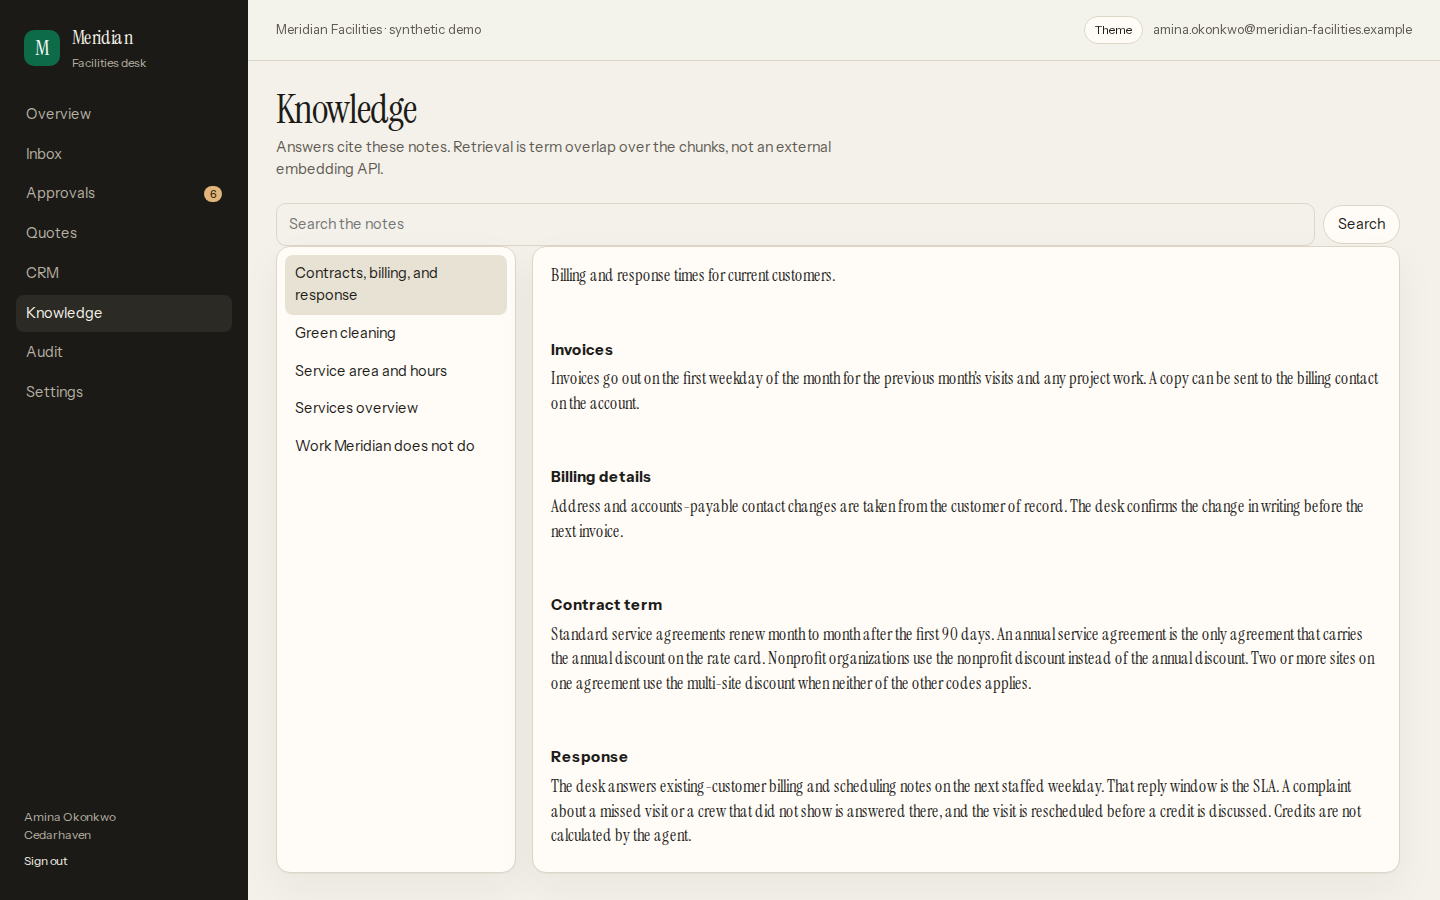 M
Meridian
Facilities desk
Overview
Inbox
Approvals
6
Quotes
CRM
Knowledge
Audit
Settings
Amina Okonkwo
Cedarhaven
Sign out
Meridian Facilities · synthetic demo
Theme
amina.okonkwo@meridian-facilities.example
Knowledge
Answers cite these notes. Retrieval is term overlap over the chunks, not an external
embedding API.
Search the notes
Search
Contracts, billing, and
response
Green cleaning
Service area and hours
Services overview
Work Meridian does not do
Billing and response times for current customers.
Invoices
Invoices go out on the first weekday of the month for the previous month's visits and any project work. A copy can be sent to the billing contact
on the account.
Billing details
Address and accounts-payable contact changes are taken from the customer of record. The desk confirms the change in writing before the
next invoice.
Contract term
Standard service agreements renew month to month after the first 90 days. An annual service agreement is the only agreement that carries
the annual discount on the rate card. Nonprofit organizations use the nonprofit discount instead of the annual discount. Two or more sites on
one agreement use the multi-site discount when neither of the other codes applies.
Response
The desk answers existing-customer billing and scheduling notes on the next staffed weekday. That reply window is the SLA. A complaint
about a missed visit or a crew that did not show is answered there, and the visit is rescheduled before a credit is discussed. Credits are not
calculated by the agent.